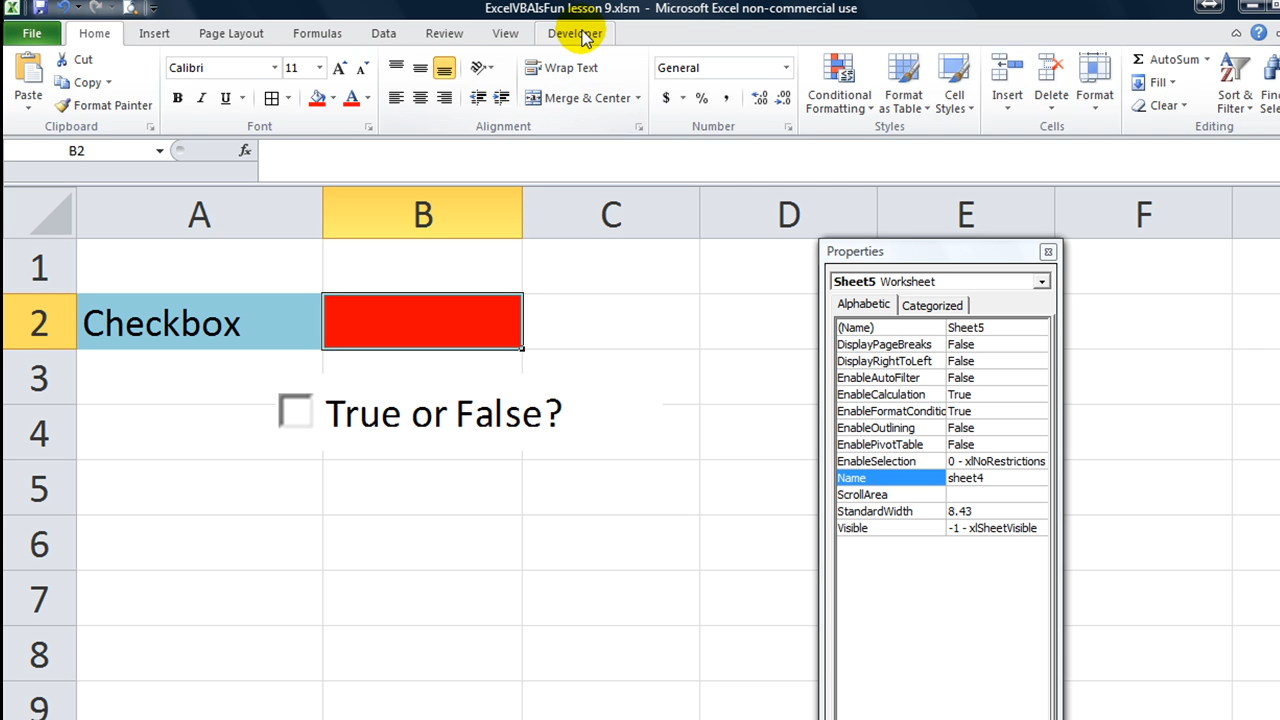 ExcelVBAIsFun lesson 9.xlsm - Microsoft Excel non-commercial use
File Home Insert Page Layout Formulas Data Review View Developer
Paste Cut Copy Format Painter
Calibri 11
B I U A A A
Wrap Text
Merge & Center
General
$ % ,
Conditional Formatting Format as Table Cell Styles
Insert Delete Format
Σ AutoSum Fill Clear
Sort & Filter
Clipboard Font Alignment Number Styles Cells Editing
B2 fx
A B C D E F
1
2 Checkbox
3
True or False?
4
5
6
7
8
9
Properties
Sheet5 Worksheet
Alphabetic Categorized
(Name) Sheet5
DisplayPageBreaks False
DisplayRightToLeft False
EnableAutoFilter False
EnableCalculation True
EnableFormatConditio True
EnableOutlining False
EnablePivotTable False
EnableSelection 0 - xlNoRestrictions
Name sheet4
ScrollArea
StandardWidth 8.43
Visible -1 - xlSheetVisible